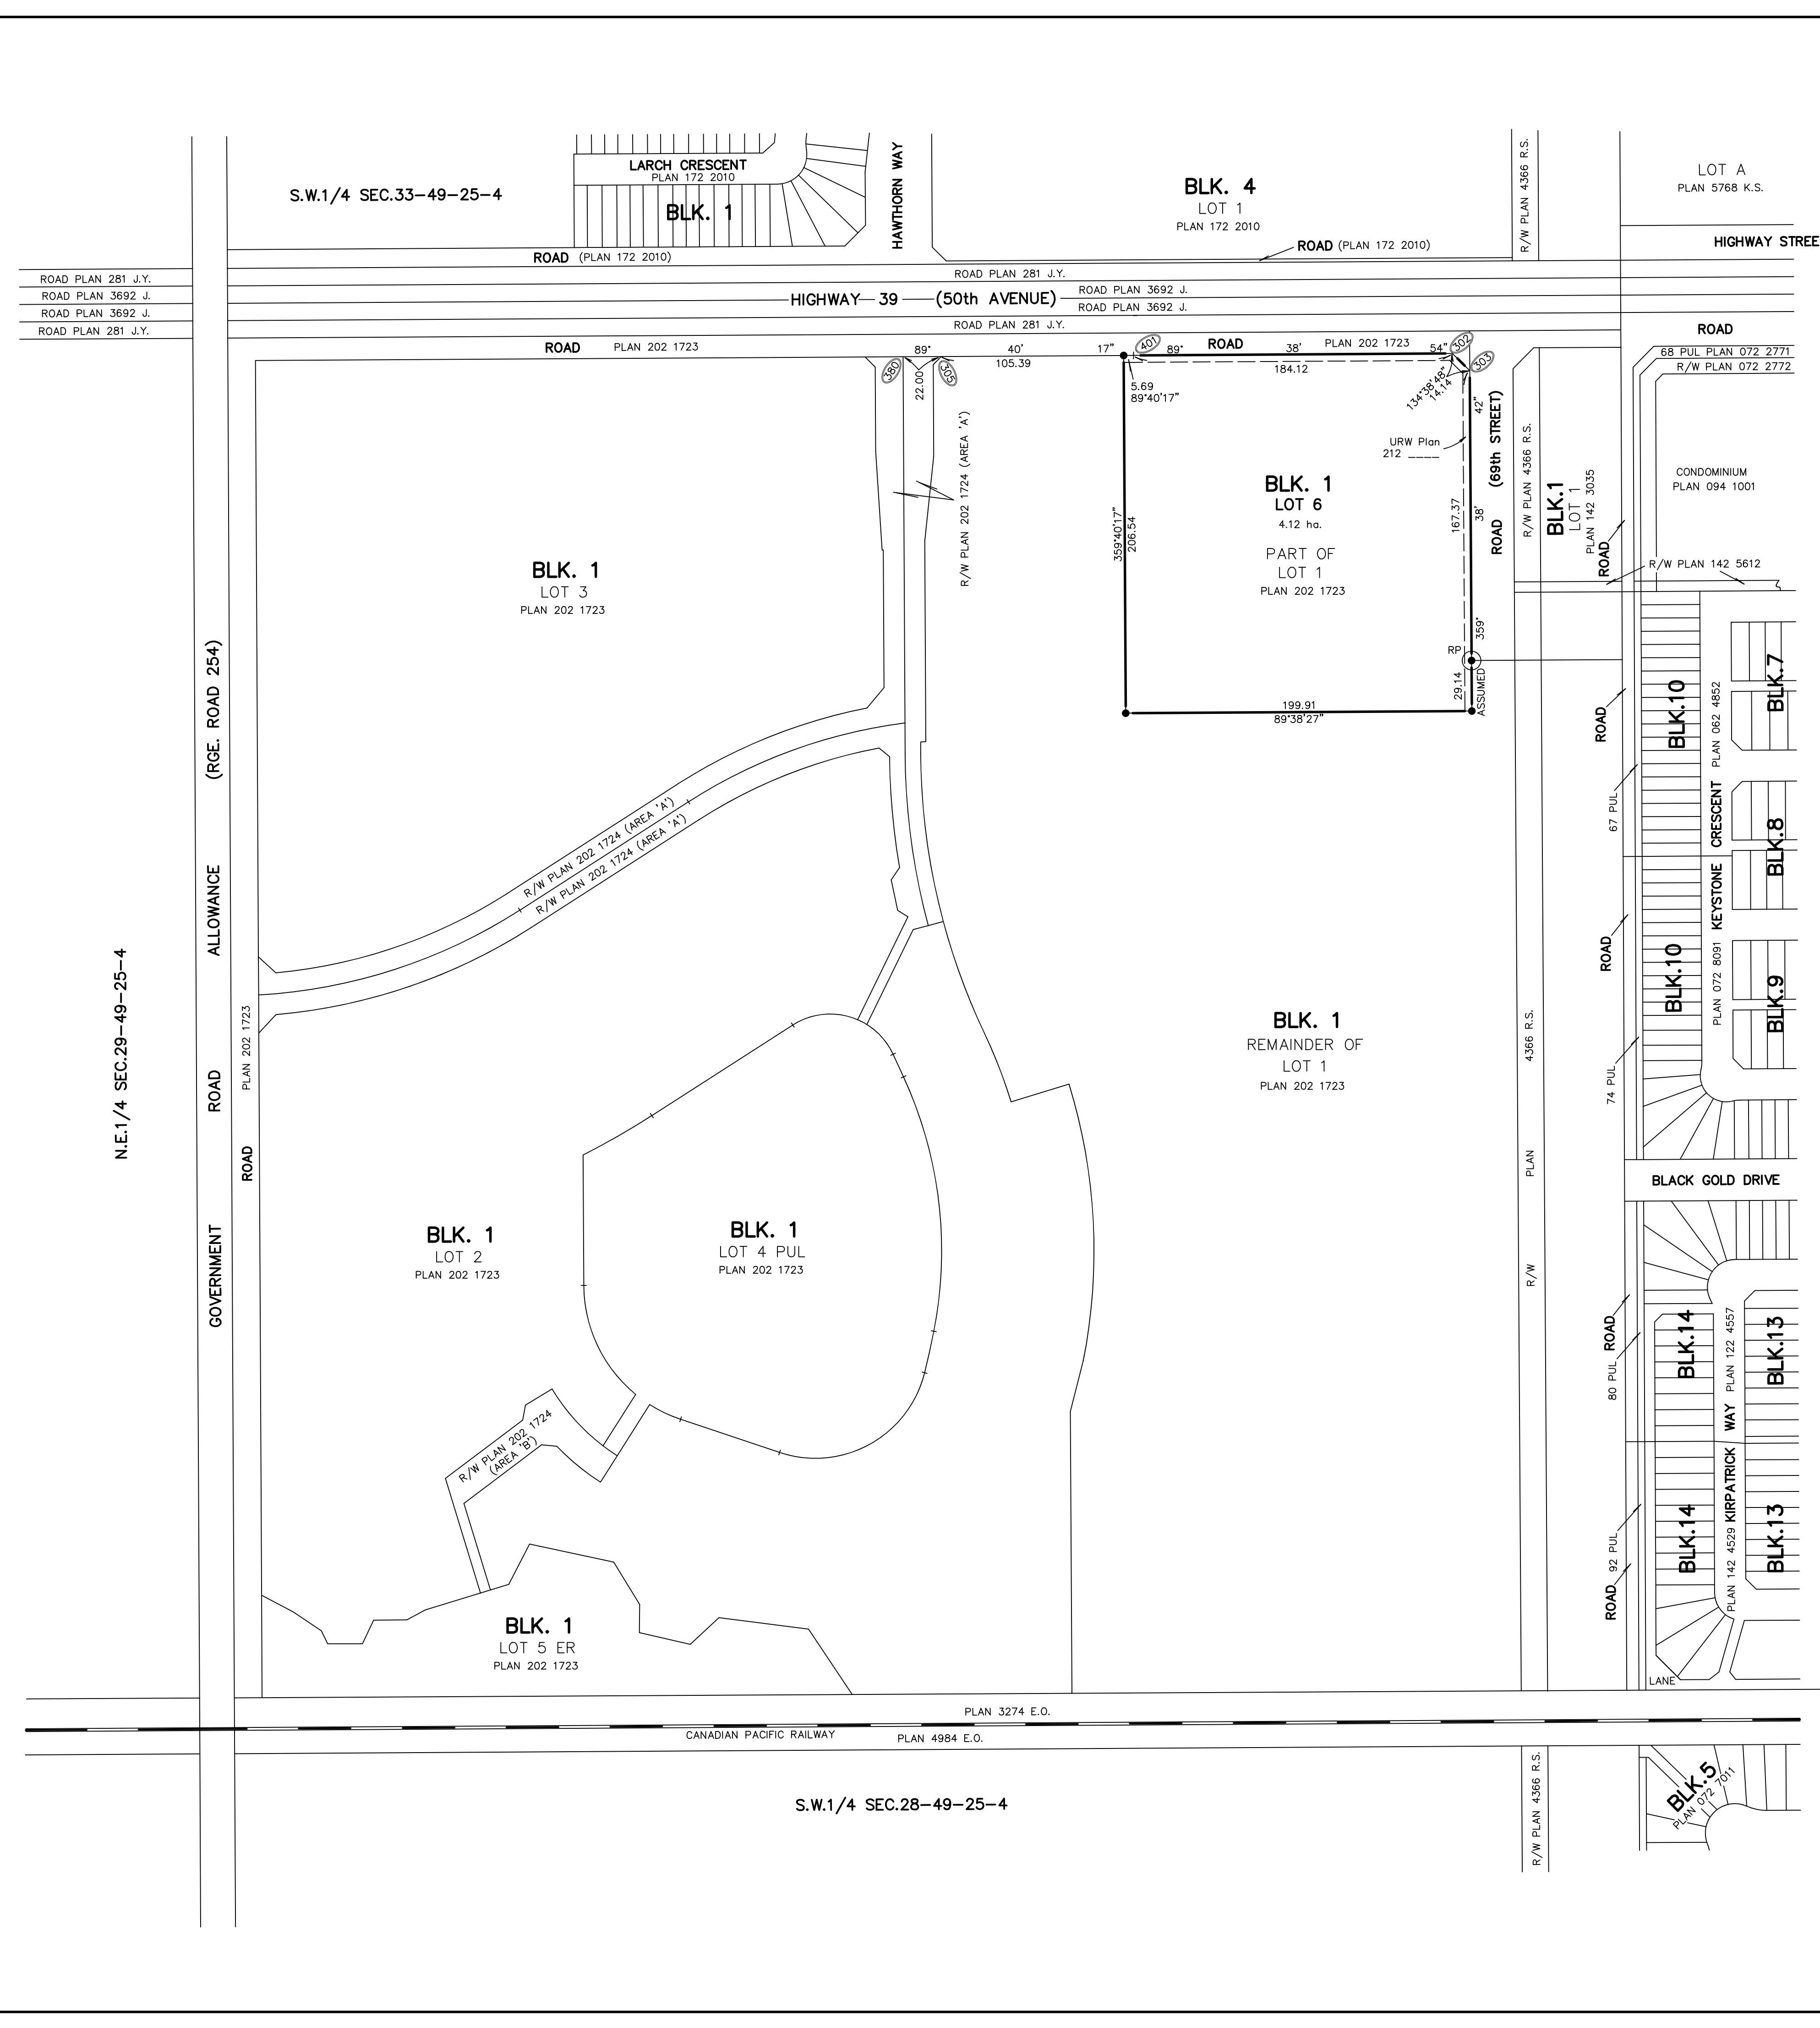 S.W.1/4 SEC.33-49-25-4
LARCH CRESCENT
PLAN 172 2010
BLK. 1
HAWTHORN WAY
BLK. 4
LOT 1
PLAN 172 2010
R/W PLAN 4366 R.S.
LOT A
PLAN 5768 K.S.
HIGHWAY STREE
ROAD (PLAN 172 2010)
ROAD (PLAN 172 2010)
ROAD PLAN 281 J.Y.
ROAD PLAN 3692 J.
ROAD PLAN 3692 J.
ROAD PLAN 281 J.Y.
ROAD PLAN 281 J.Y.
ROAD PLAN 3692 J.
HIGHWAY 39 (50th AVENUE)
ROAD PLAN 3692 J.
ROAD PLAN 281 J.Y.
ROAD
ROAD PLAN 202 1723
89° 40' 17"
105.39
380
22.00
305
401
89° 38' 54"
ROAD PLAN 202 1723
184.12
302
303
134°38'48"
14.14
5.69
89°40'17"
68 PUL PLAN 072 2771
R/W PLAN 072 2772
R/W PLAN 202 1724 (AREA 'A')
URW Plan
212 ____
42"
38'
359°
167.37
ROAD (69th STREET)
R/W PLAN 4366 R.S.
BLK.1
LOT 1
PLAN 142 3035
ROAD
CONDOMINIUM
PLAN 094 1001
R/W PLAN 142 5612
BLK. 1
LOT 6
4.12 ha.
PART OF
LOT 1
PLAN 202 1723
359°40'17"
206.54
RP
29.14
ASSUMED
199.91
89°38'27"
BLK. 1
LOT 3
PLAN 202 1723
R/W PLAN 202 1724 (AREA 'A')
R/W PLAN 202 1724 (AREA 'A')
GOVERNMENT ROAD ALLOWANCE (RGE. ROAD 254)
N.E.1/4 SEC.29-49-25-4
ROAD PLAN 202 1723
BLK. 1
REMAINDER OF
LOT 1
PLAN 202 1723
R/W PLAN 4366 R.S.
BLK.10
PLAN 062 4852
BLK.7
ROAD
67 PUL
KEYSTONE CRESCENT
BLK.8
ROAD
BLK.10
PLAN 072 8091
BLK.9
74 PUL
BLACK GOLD DRIVE
BLK. 1
LOT 2
PLAN 202 1723
BLK. 1
LOT 4 PUL
PLAN 202 1723
R/W PLAN 202 1724
(AREA 'B')
ROAD
80 PUL
BLK.14
PLAN 122 4557
BLK.13
KIRPATRICK WAY
92 PUL
ROAD
BLK.14
PLAN 142 4529
BLK.13
LANE
BLK. 1
LOT 5 ER
PLAN 202 1723
PLAN 3274 E.O.
CANADIAN PACIFIC RAILWAY
PLAN 4984 E.O.
S.W.1/4 SEC.28-49-25-4
R/W PLAN 4366 R.S.
BLK.5
PLAN 072 7011